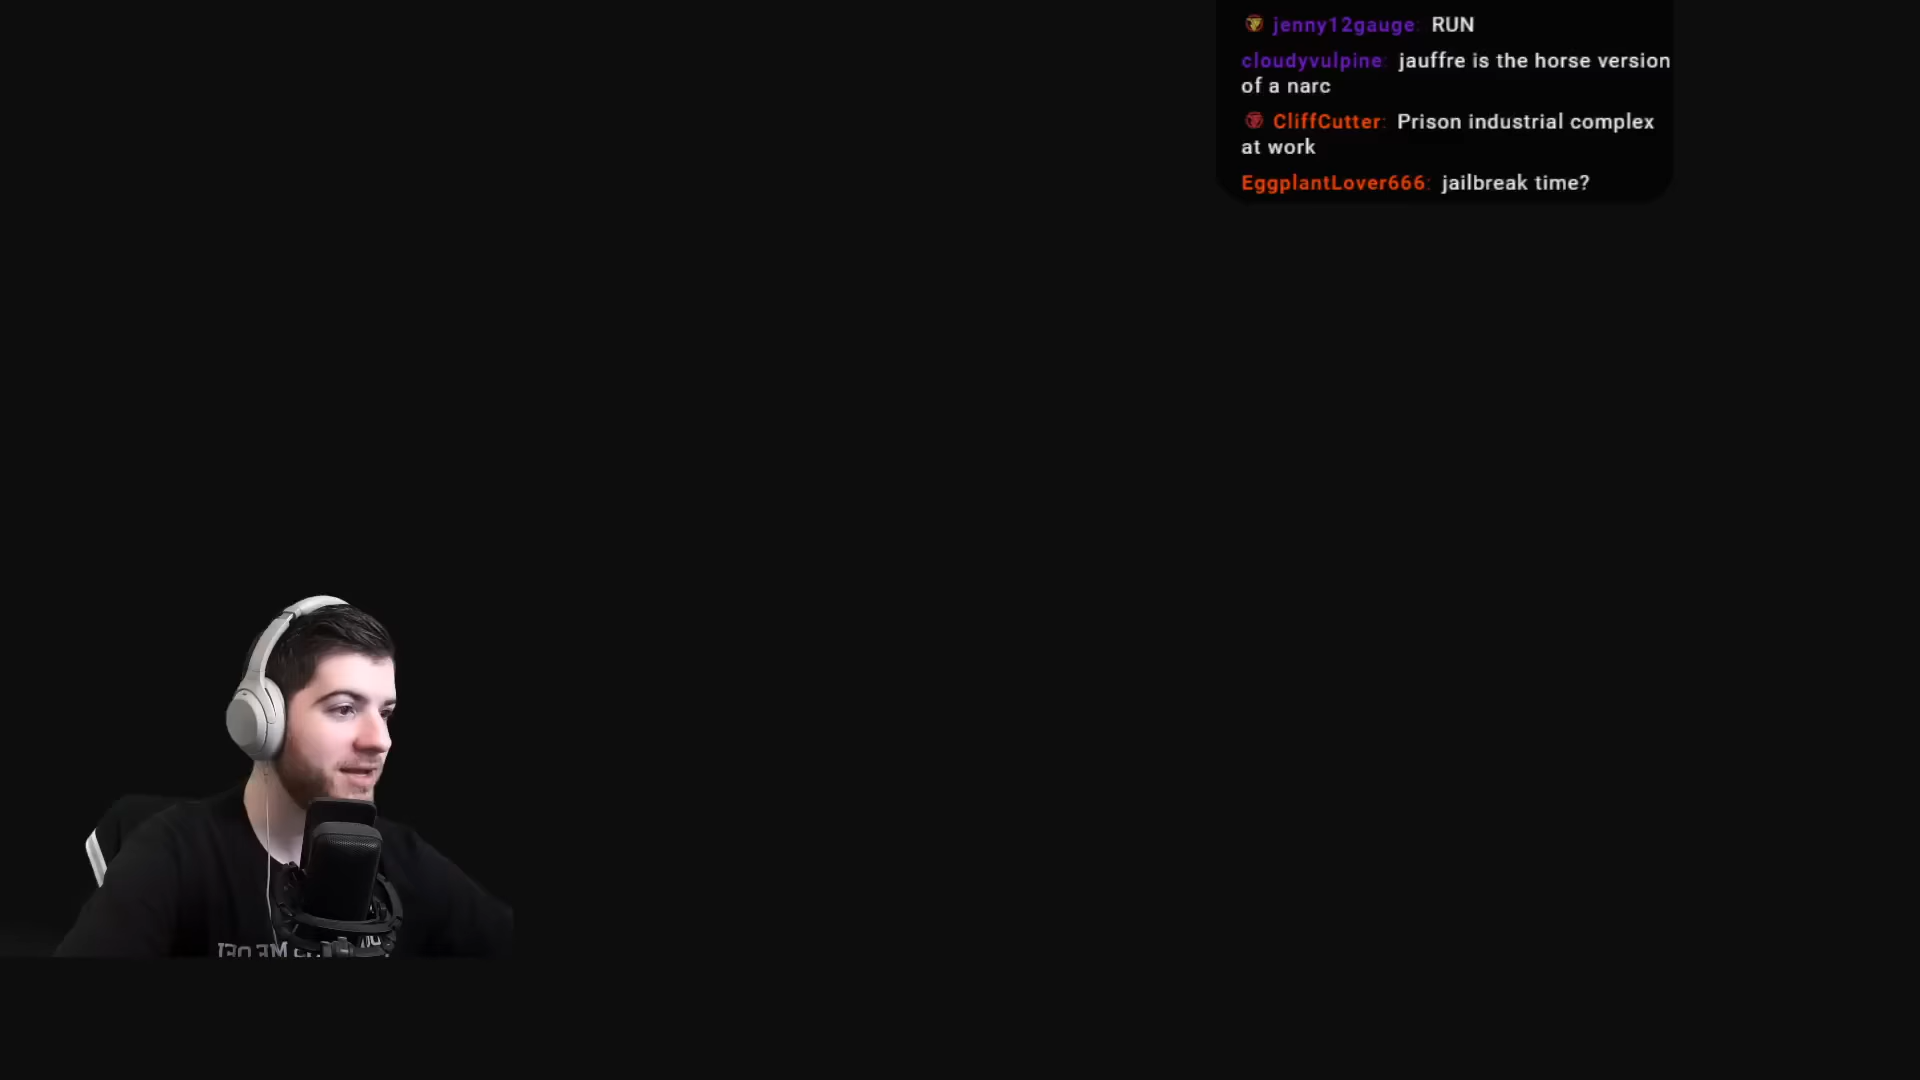 jenny12gauge: RUN
cloudyvulpine: jauffre is the horse version
of a narc
CliffCutter: Prison industrial complex
at work
EggplantLover666: jailbreak time?